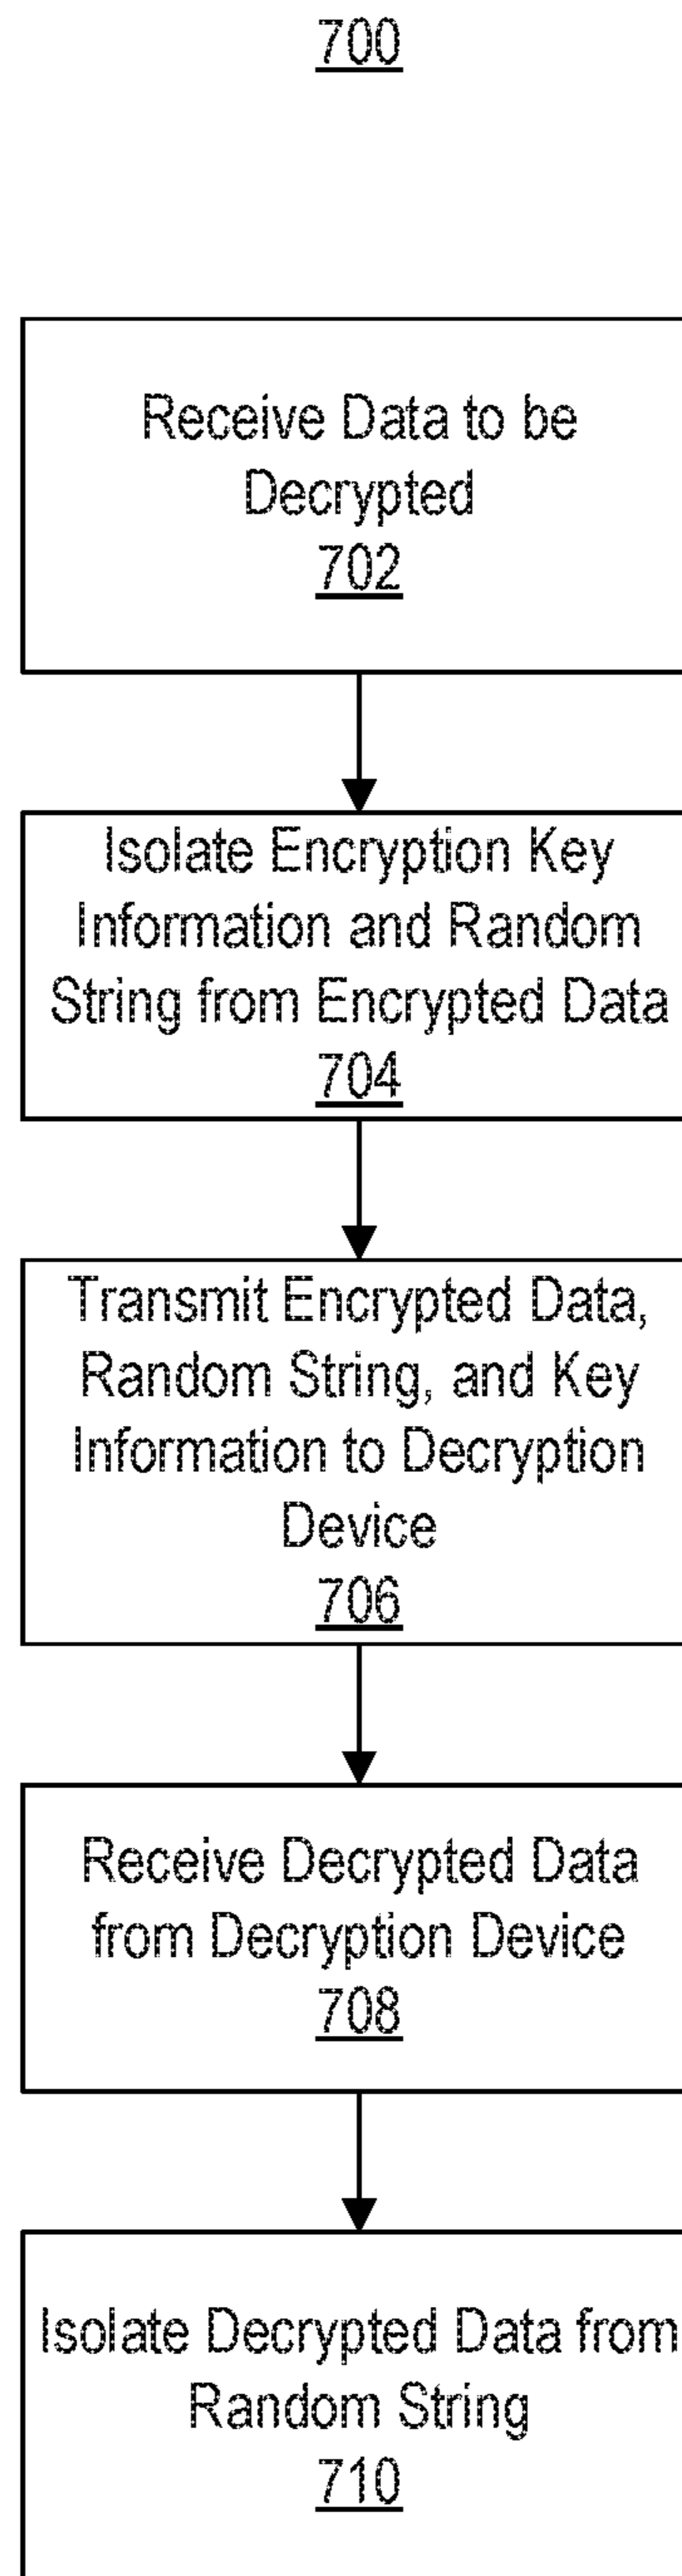 700
Receive Data to be
Decrypted
702
Isolate Encryption Key
Information and Random
String from Encrypted Data
704
Transmit Encrypted Data,
Random String, and Key
Information to Decryption
Device
706
Receive Decrypted Data
from Decryption Device
708
Isolate Decrypted Data from
Random String
710